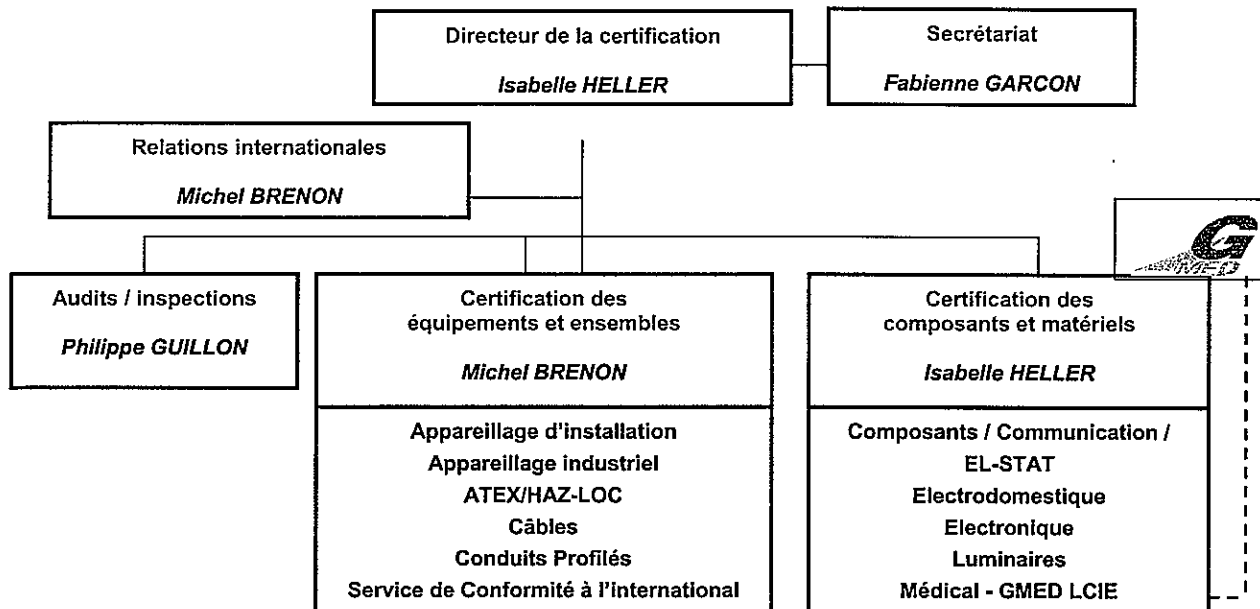 Directeur de la certification
Isabelle HELLER
Secrétariat
Fabienne GARCON
Relations internationales
Michel BRENON
G
MED
Audits / inspections
Philippe GUILLON
Certification des
équipements et ensembles
Michel BRENON
Certification des
composants et matériels
Isabelle HELLER
Appareillage d'installation
Appareillage industriel
ATEX/HAZ-LOC
Câbles
Conduits Profilés
Service de Conformité à l'international
Composants / Communication /
EL-STAT
Electrodomestique
Electronique
Luminaires
Médical - GMED LCIE